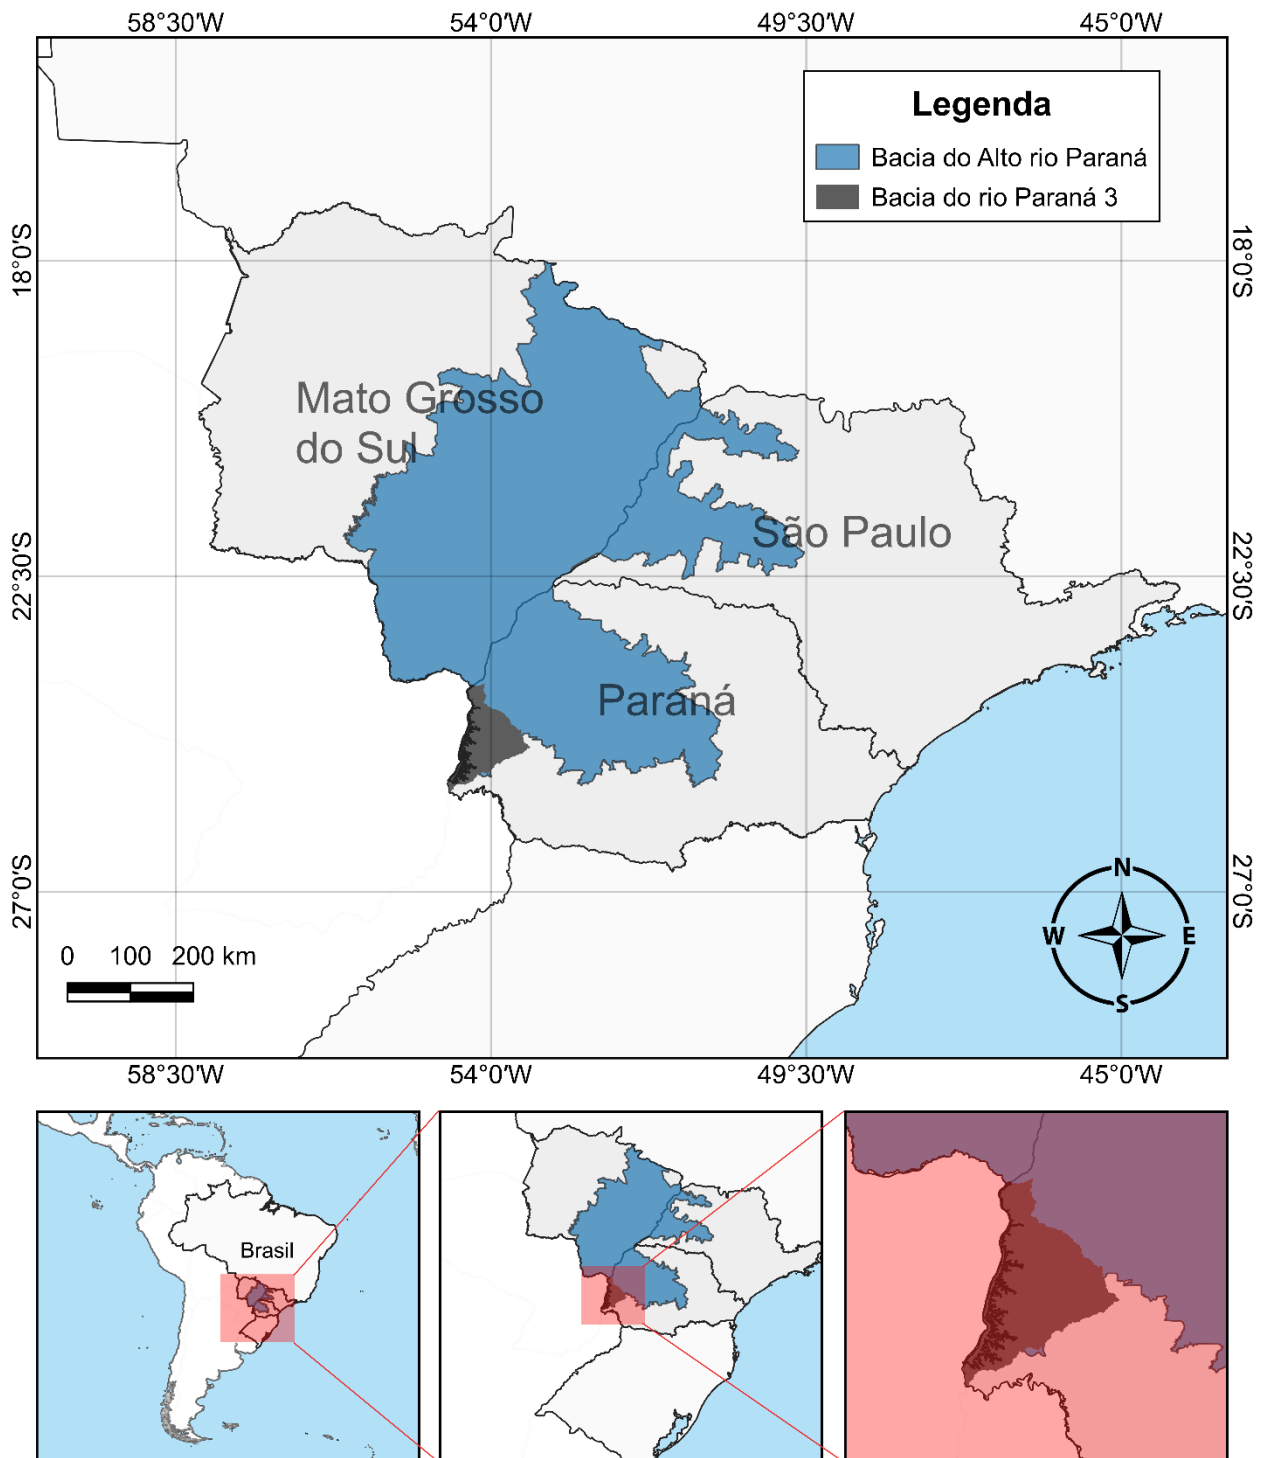 58°30'W 54°0'W 49°30'W 45°0'W
Legenda
Bacia do Alto rio Paraná
Bacia do rio Paraná 3
18°0'S 18°0'S
Mato Grosso
do Sul
São Paulo
22°30'S 22°30'S
Paraná
27°0'S 27°0'S
N
W E
S
0 100 200 km
58°30'W 54°0'W 49°30'W 45°0'W
Brasil